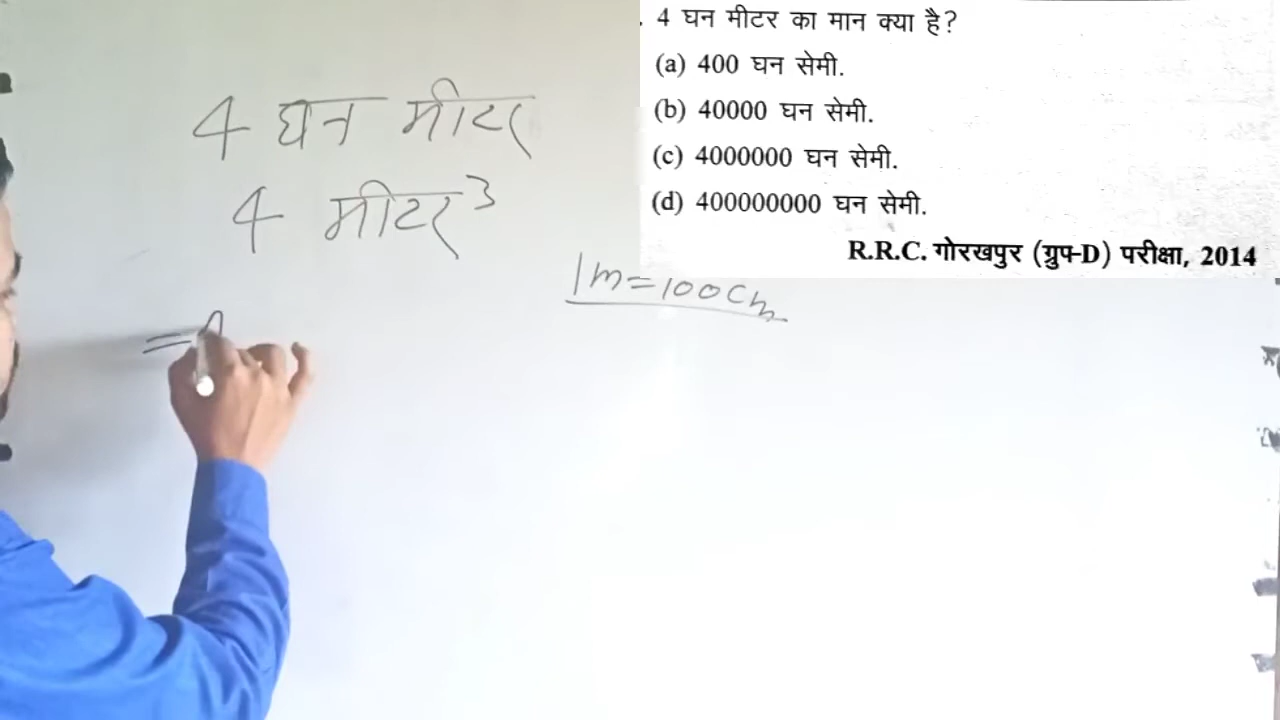 4 घन मीटर का मान क्या है?
(a) 400 घन सेमी.
(b) 40000 घन सेमी.
(c) 4000000 घन सेमी.
(d) 400000000 घन सेमी.
R.R.C. गोरखपुर (ग्रुप-D) परीक्षा, 2014
4 घन मीटर
4 मीटर³
1m=100cm
=